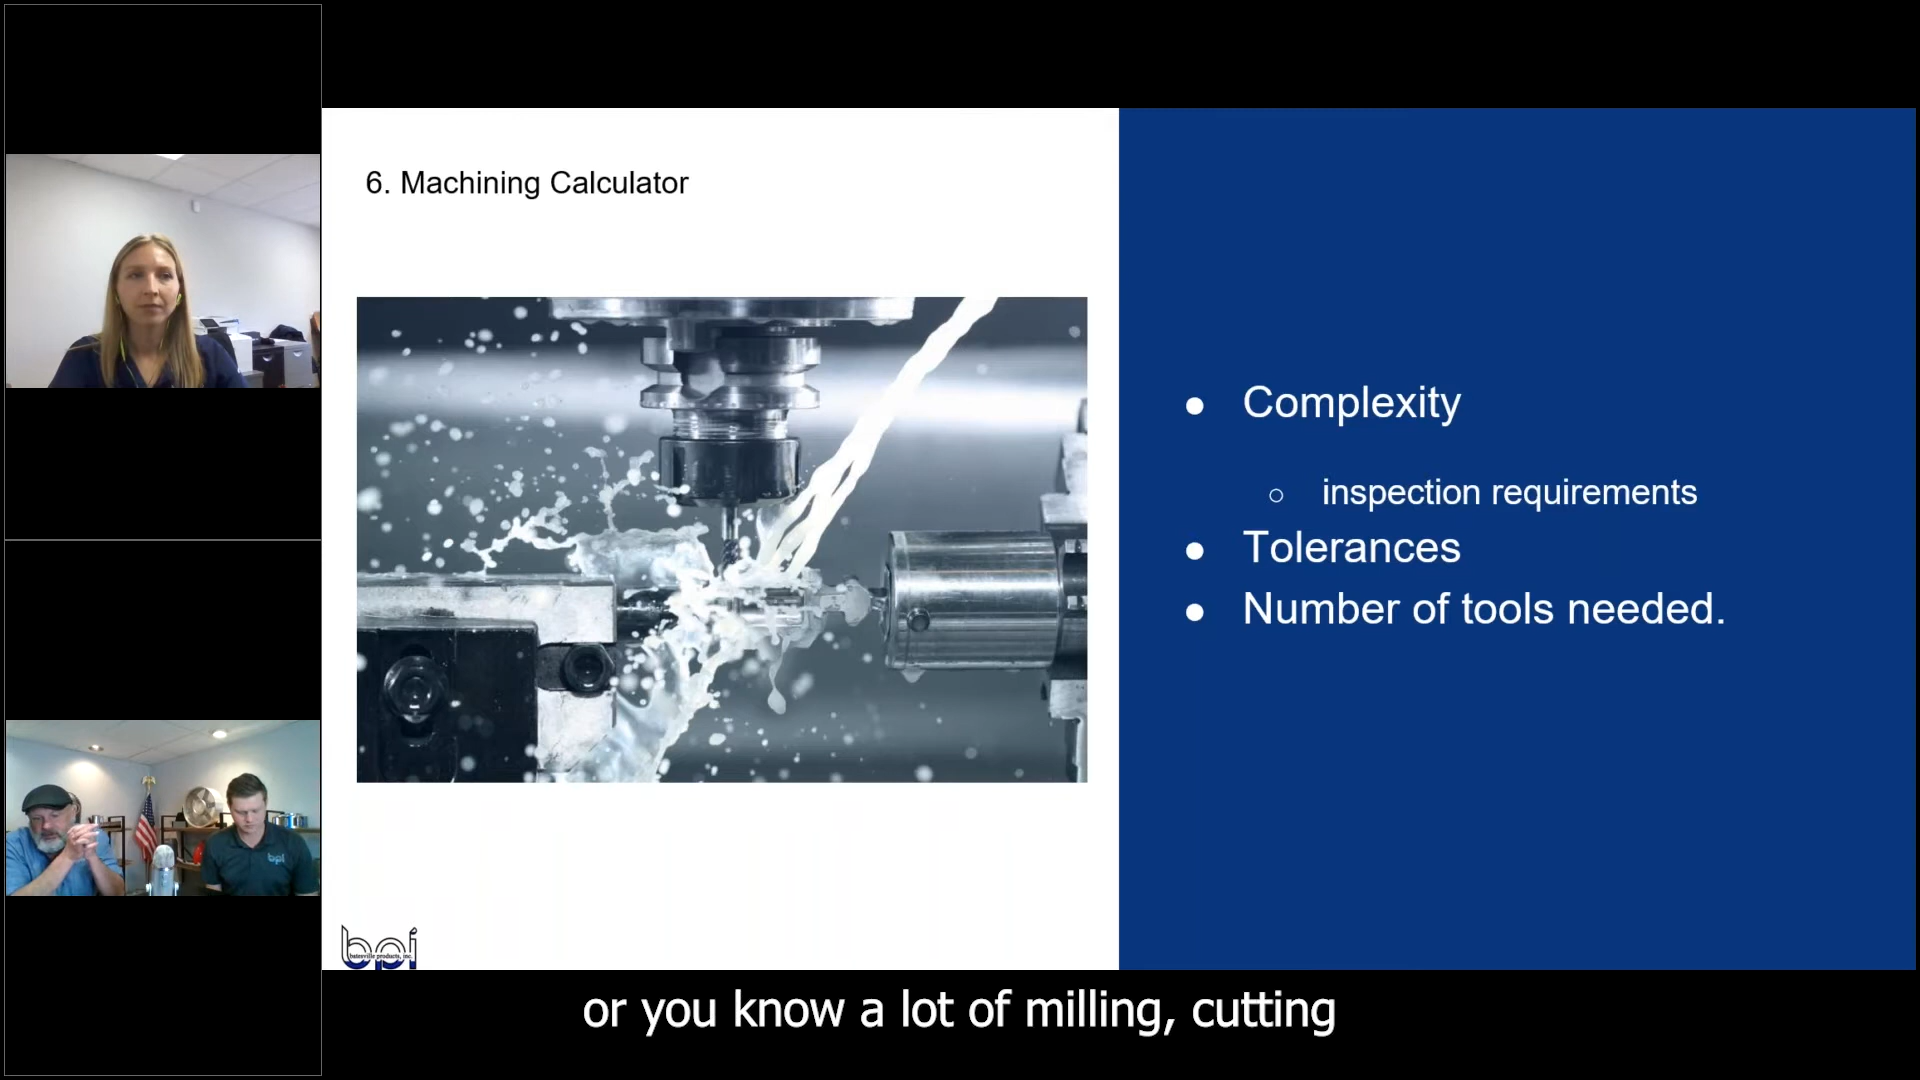 6. Machining Calculator
● Complexity
○ inspection requirements
● Tolerances
● Number of tools needed.
bpi
bpi
batesville products, inc.
or you know a lot of milling, cutting